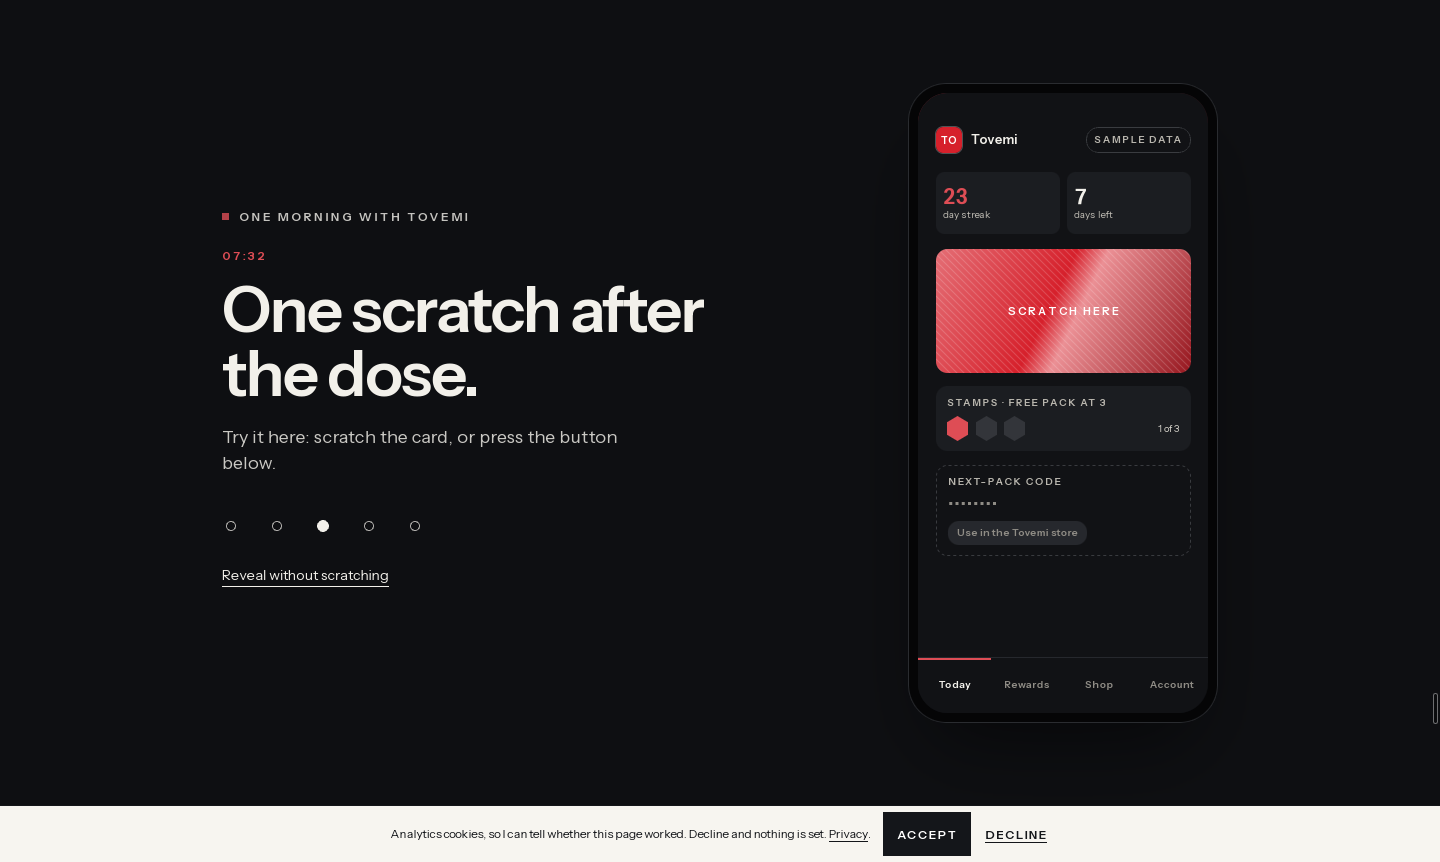 ONE MORNING WITH TOVEMI
07:32
One scratch after
the dose.
Try it here: scratch the card, or press the button
below.
Reveal without scratching
TO
Tovemi
SAMPLE DATA
23
day streak
7
days left
SCRATCH HERE
STAMPS · FREE PACK AT 3
1 of 3
NEXT-PACK CODE
Use in the Tovemi store
Today
Rewards
Shop
Account
Analytics cookies, so I can tell whether this page worked. Decline and nothing is set. Privacy.
ACCEPT
DECLINE